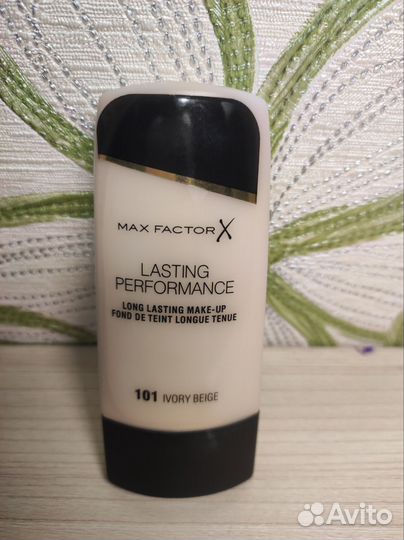 MAX FACTOR X
LASTING
PERFORMANCE
LONG LASTING MAKE-UP
FOND DE TEINT LONGUE TENUE
101 IVORY BEIGE
Avito